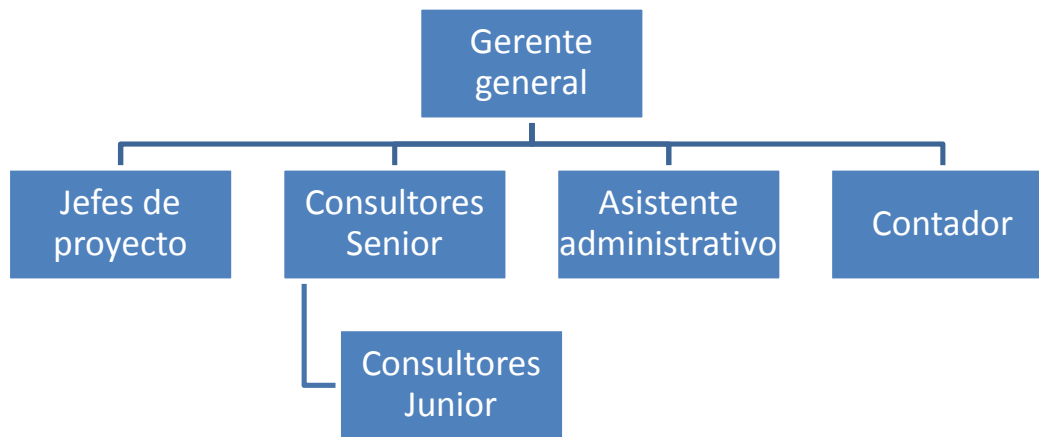 Gerente
general
Jefes de
proyecto
Consultores
Senior
Asistente
administrativo
Contador
Consultores
Junior